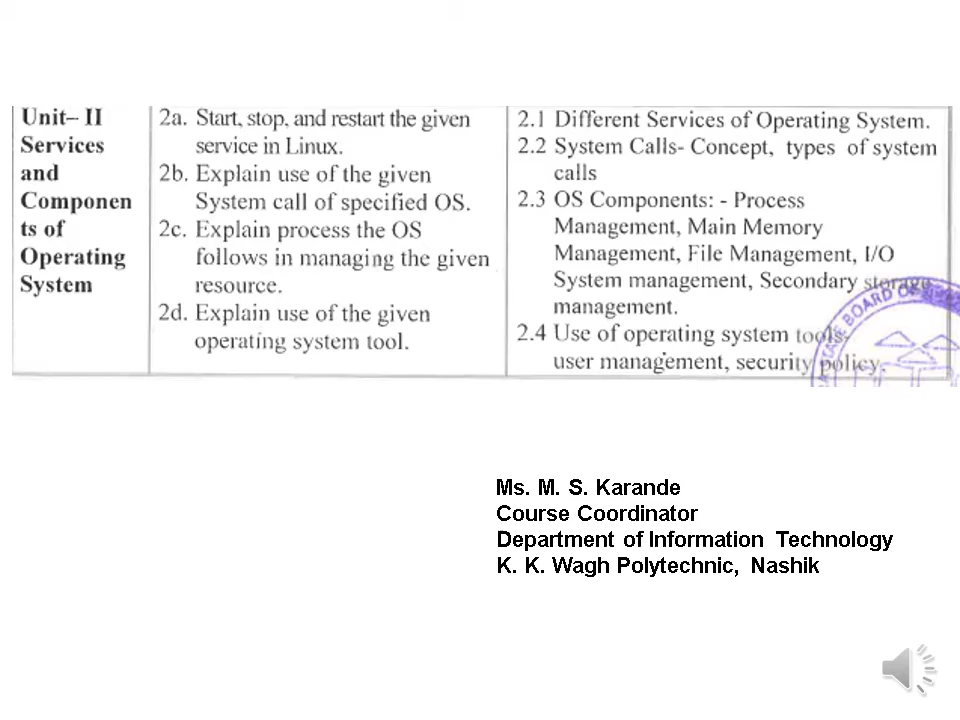 Unit– II
Services
and
Componen
ts of
Operating
System
2a. Start, stop, and restart the given
service in Linux.
2b. Explain use of the given
System call of specified OS.
2c. Explain process the OS
follows in managing the given
resource.
2d. Explain use of the given
operating system tool.
2.1 Different Services of Operating System.
2.2 System Calls- Concept, types of system
calls
2.3 OS Components: - Process
Management, Main Memory
Management, File Management, I/O
System management, Secondary storage
management.
2.4 Use of operating system tools-
user management, security policy.
BOARD OF
Ms. M. S. Karande
Course Coordinator
Department of Information Technology
K. K. Wagh Polytechnic, Nashik